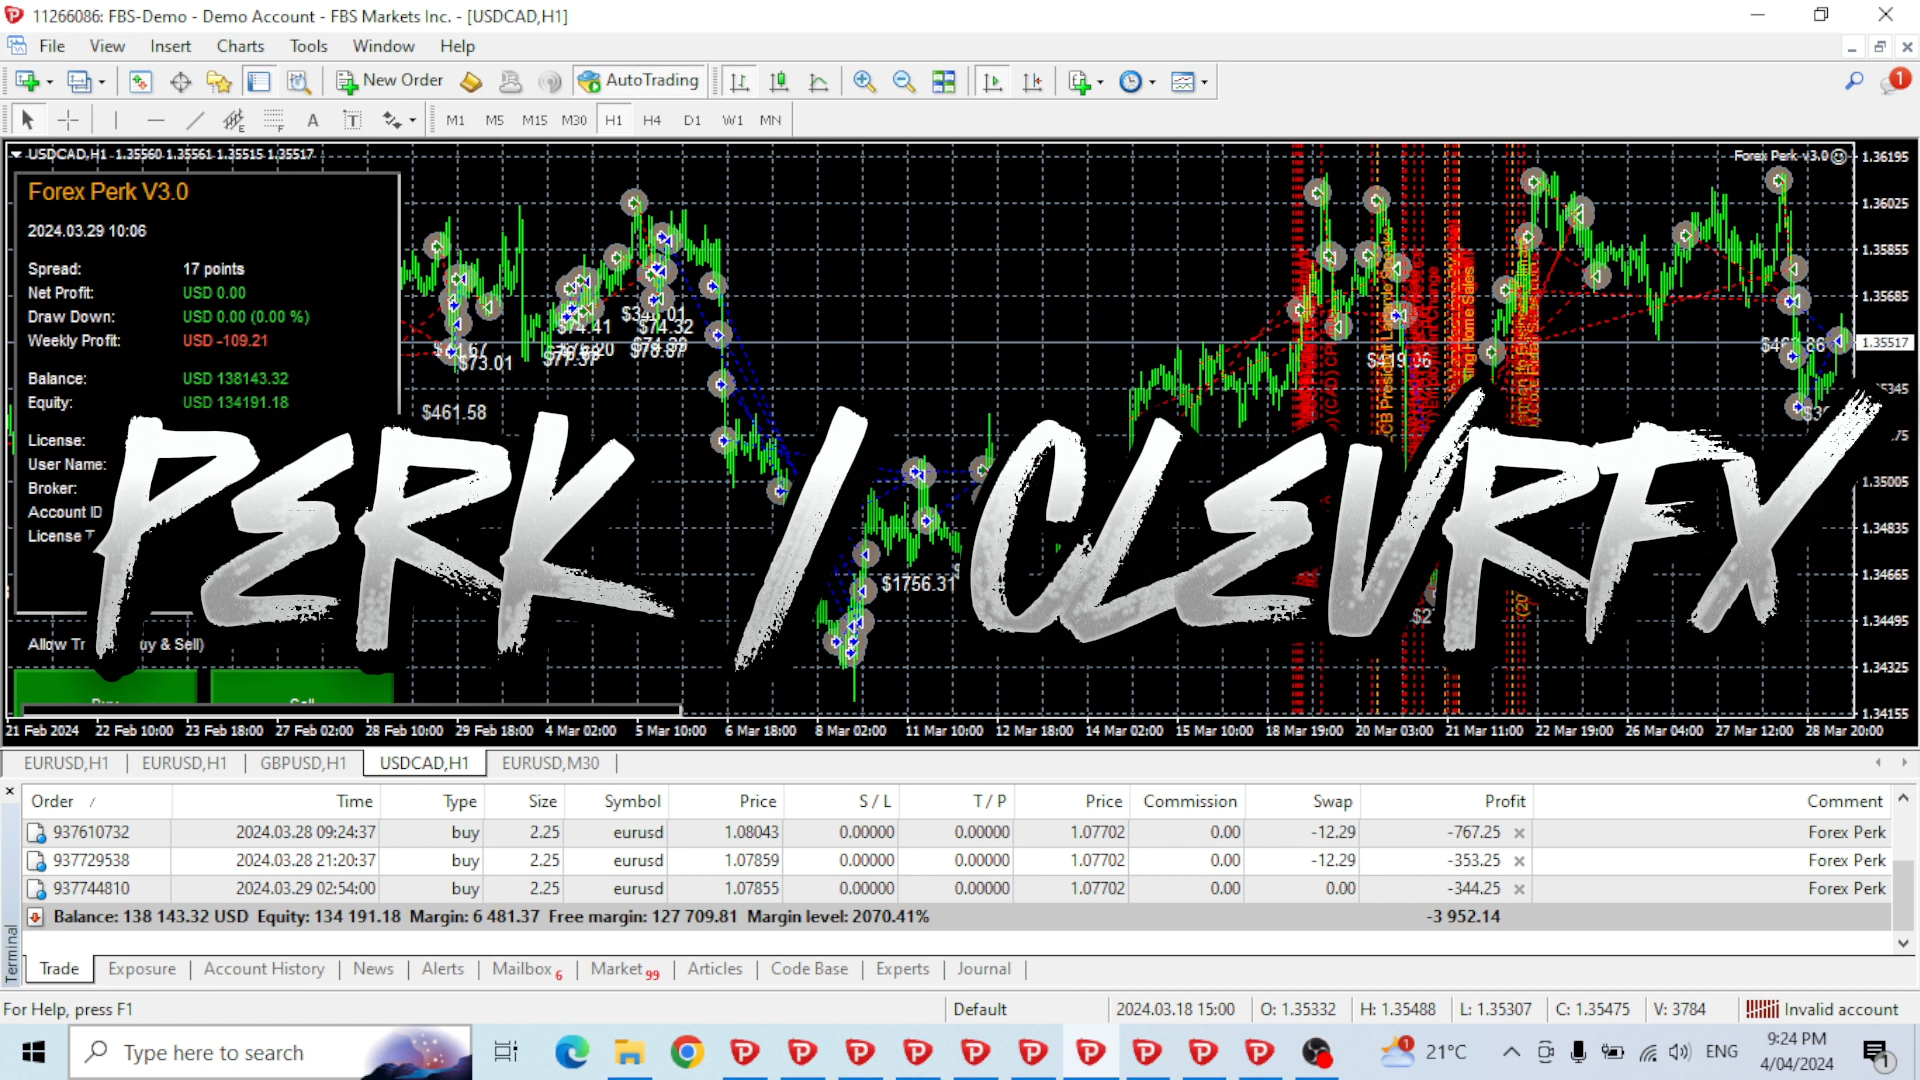 11266086: FBS-Demo - Demo Account - FBS Markets Inc. - [USDCAD,H1]
File View Insert Charts Tools Window Help
New Order AutoTrading 1
M1 M5 M15 M30 H1 H4 D1 W1 MN
USDCAD,H1 1.35560 1.35561 1.35515 1.35517
Forex Perk v3.0
Forex Perk V3.0
2024.03.29 10:06
Spread: 17 points
Net Profit: USD 0.00
Draw Down: USD 0.00 (0.00 %)
Weekly Profit: USD -109.21
Balance: USD 138143.32
Equity: USD 134191.18
License:
User Name:
Broker:
Account ID
License
Allow Tr uy & Sell)
$73.01
$461.58
$74.41
$74.32
$78.87
$1756.31
PERK / CLEVRFX
1.36195
1.36025
1.35855
1.35685
1.35517
1.35005
1.34835
1.34665
1.34495
1.34325
1.34155
21 Feb 2024 22 Feb 10:00 23 Feb 18:00 27 Feb 02:00 28 Feb 10:00 29 Feb 18:00 4 Mar 02:00 5 Mar 10:00 6 Mar 18:00 8 Mar 02:00 11 Mar 10:00 12 Mar 18:00 14 Mar 02:00 15 Mar 10:00 18 Mar 19:00 20 Mar 03:00 21 Mar 11:00 22 Mar 19:00 26 Mar 04:00 27 Mar 12:00 28 Mar 20:00
EURUSD,H1 EURUSD,H1 GBPUSD,H1 USDCAD,H1 EURUSD,M30
Order / Time Type Size Symbol Price S / L T / P Price Commission Swap Profit Comment
937610732 2024.03.28 09:24:37 buy 2.25 eurusd 1.08043 0.00000 0.00000 1.07702 0.00 -12.29 -767.25 Forex Perk
937729538 2024.03.28 21:20:37 buy 2.25 eurusd 1.07859 0.00000 0.00000 1.07702 0.00 -12.29 -353.25 Forex Perk
937744810 2024.03.29 02:54:00 buy 2.25 eurusd 1.07855 0.00000 0.00000 1.07702 0.00 0.00 -344.25 Forex Perk
Balance: 138 143.32 USD Equity: 134 191.18 Margin: 6 481.37 Free margin: 127 709.81 Margin level: 2070.41% -3 952.14
Terminal
Trade Exposure Account History News Alerts Mailbox 6 Market 99 Articles Code Base Experts Journal
For Help, press F1 Default 2024.03.18 15:00 O: 1.35332 H: 1.35488 L: 1.35307 C: 1.35475 V: 3784 Invalid account
Type here to search 21°C ENG 9:24 PM
4/04/2024